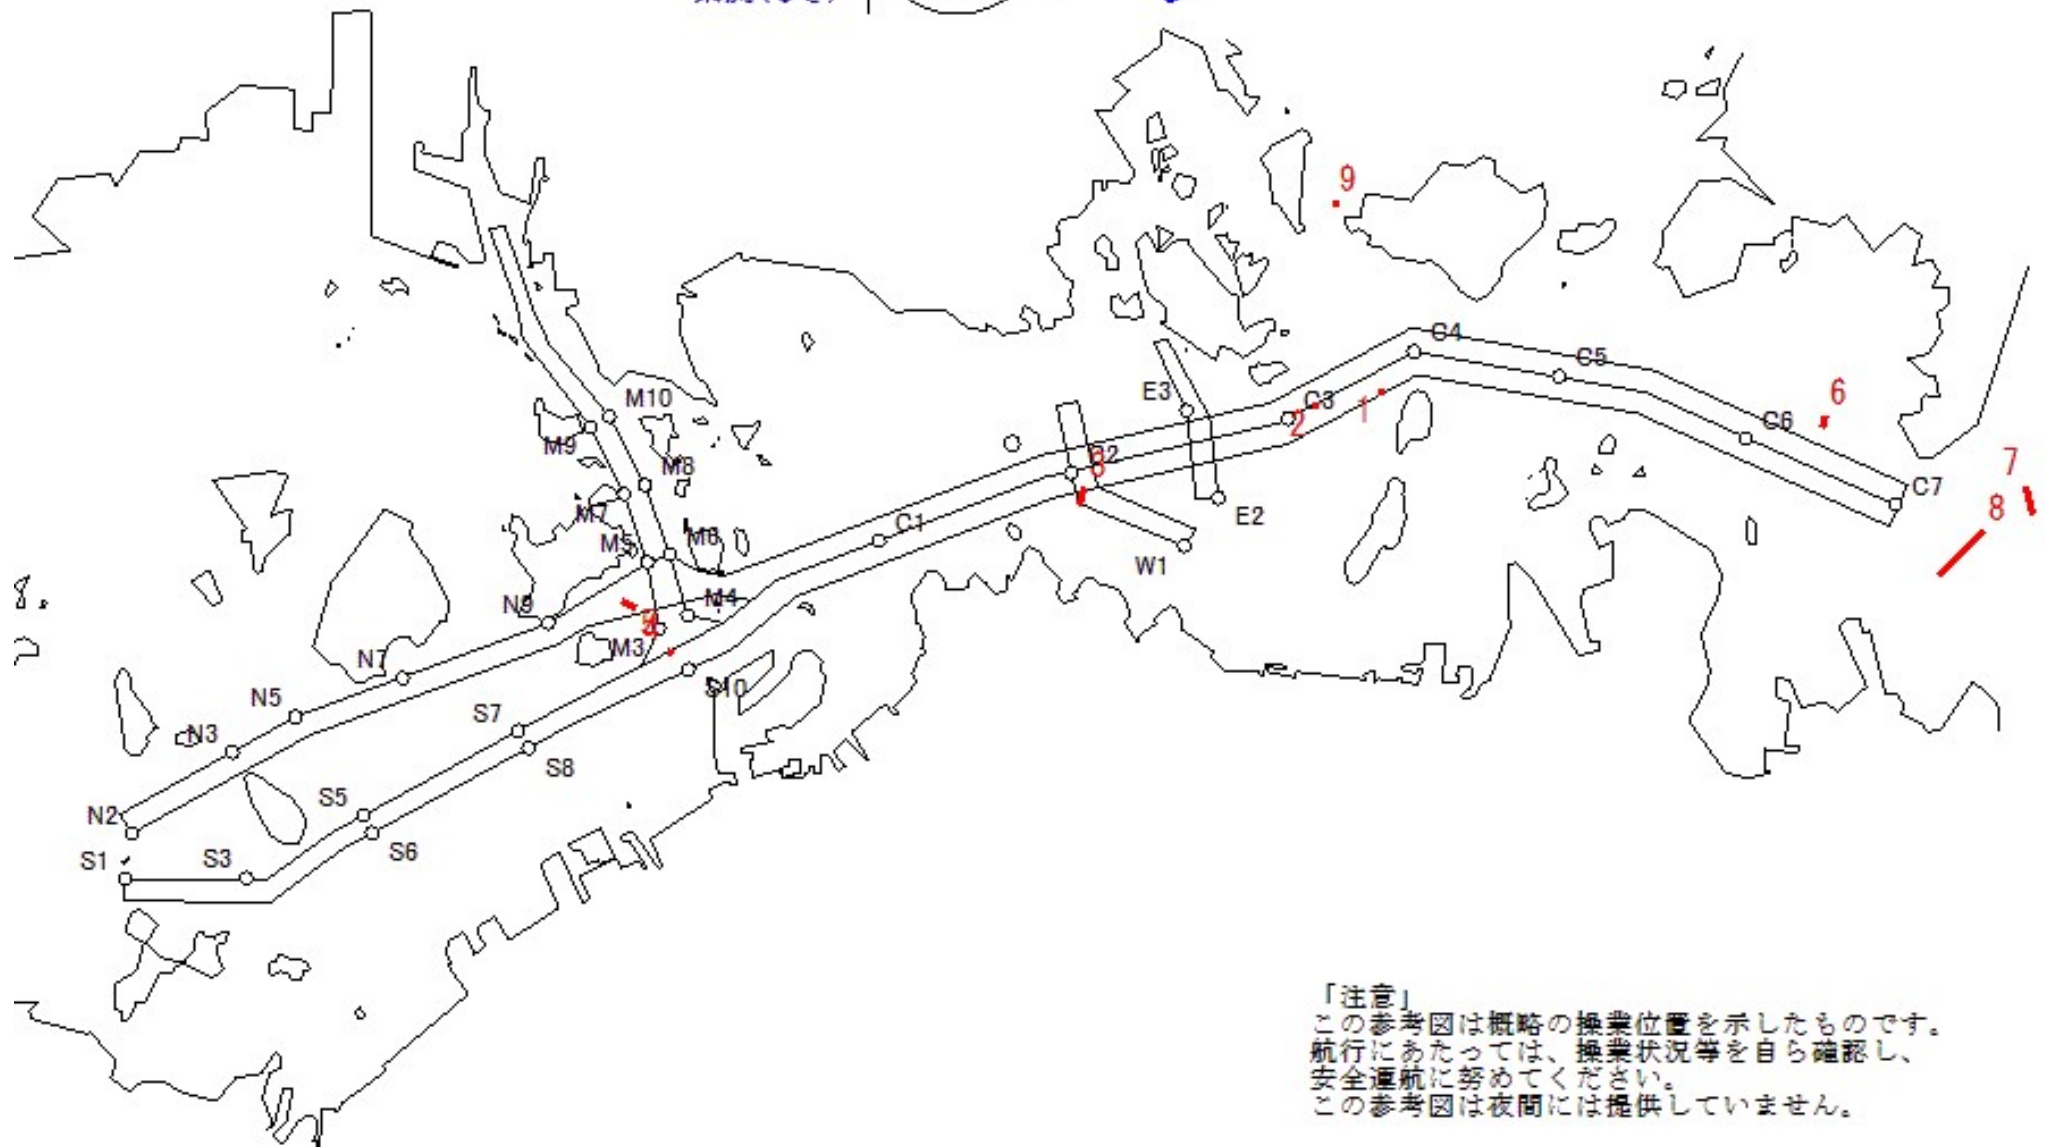 9
C4
C5
6
E3
C3
1
2
M10
C6
M9
7
M8
C7
8
E2
M7
C1
M6
M5
W1
N9
M4
M3
N7
S10
N5
S7
N3
S8
S5
N2
S6
S1
S3
「注意」
この参考図は概略の操業位置を示したものです。
航行にあたっては、操業状況等を自ら確認し、
安全運航に努めてください。
この参考図は夜間には提供していません。